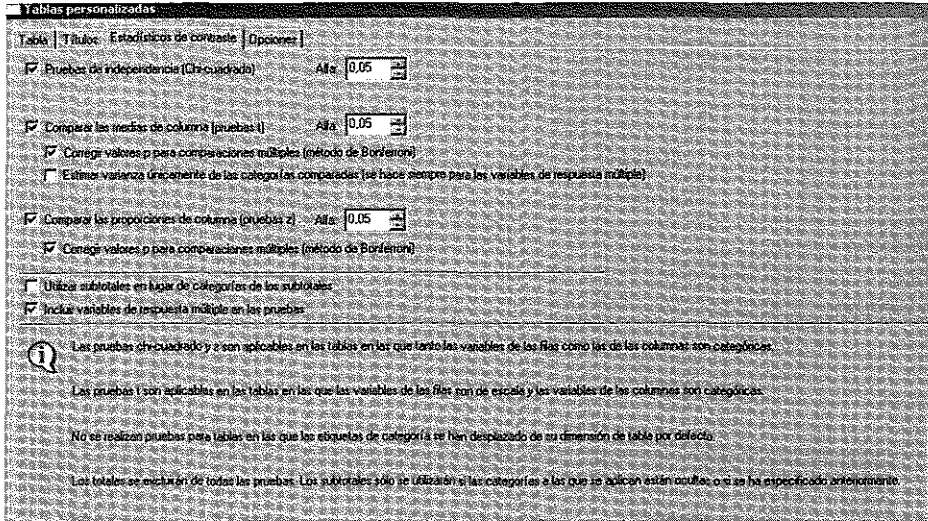 Tablas personalizadas
Tabla Títulos Estadísticos de contraste Opciones
Pruebas de independencia (Chi-cuadrado) Alfa: 0,05
Comparar las medias de columna (pruebas t) Alfa: 0,05
Corregir valores p para comparaciones múltiples (método de Bonferroni)
Estimar varianza únicamente de las categorías comparadas (se hace siempre para las variables de respuesta múltiple)
Comparar las proporciones de columna (pruebas z) Alfa: 0,05
Corregir valores p para comparaciones múltiples (método de Bonferroni)
Utilizar subtotales en lugar de categorías de los subtotales
Incluir variables de respuesta múltiple en las pruebas
Las pruebas chi-cuadrado y z son aplicables en las tablas en las que tanto las variables de las filas como las de las columnas son categóricas.
Las pruebas t son aplicables en las tablas en las que las variables de las filas son de escala y las variables de las columnas son categóricas.
No se realizan pruebas para tablas en las que las etiquetas de categoría se han desplazado de su dimensión de tabla por defecto.
Los totales se excluirán de todas las pruebas. Los subtotales sólo se utilizarán si las categorías a las que se aplican están ocultas o si se ha especificado anteriormente.